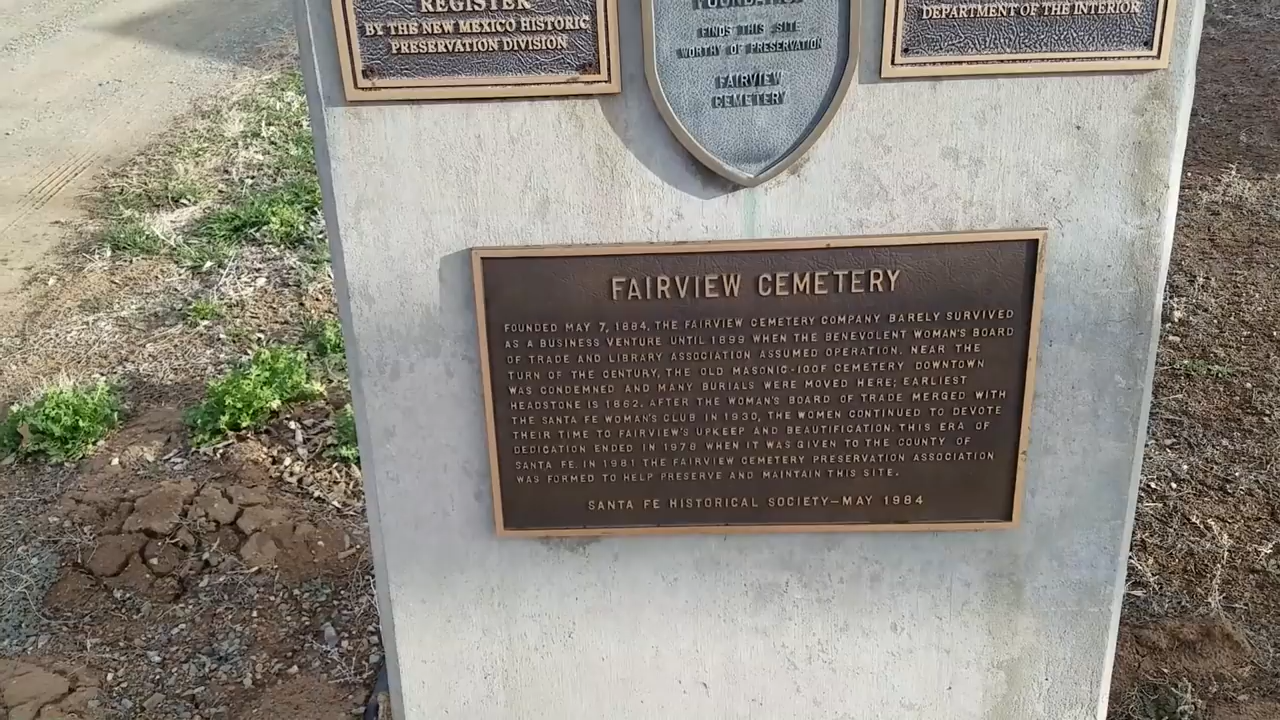 REGISTER
BY THE NEW MEXICO HISTORIC
PRESERVATION DIVISION
FINDS THIS SITE
WORTHY OF PRESERVATION
FAIRVIEW
CEMETERY
DEPARTMENT OF THE INTERIOR
FAIRVIEW CEMETERY
FOUNDED MAY 7, 1884, THE FAIRVIEW CEMETERY COMPANY BARELY SURVIVED
AS A BUSINESS VENTURE UNTIL 1899 WHEN THE BENEVOLENT WOMAN'S BOARD
OF TRADE AND LIBRARY ASSOCIATION ASSUMED OPERATION. NEAR THE
TURN OF THE CENTURY, THE OLD MASONIC-IOOF CEMETERY DOWNTOWN
WAS CONDEMNED AND MANY BURIALS WERE MOVED HERE; EARLIEST
HEADSTONE IS 1862. AFTER THE WOMAN'S BOARD OF TRADE MERGED WITH
THE SANTA FE WOMAN'S CLUB IN 1930, THE WOMEN CONTINUED TO DEVOTE
THEIR TIME TO FAIRVIEW'S UPKEEP AND BEAUTIFICATION. THIS ERA OF
DEDICATION ENDED IN 1978 WHEN IT WAS GIVEN TO THE COUNTY OF
SANTA FE. IN 1981 THE FAIRVIEW CEMETERY PRESERVATION ASSOCIATION
WAS FORMED TO HELP PRESERVE AND MAINTAIN THIS SITE.
SANTA FE HISTORICAL SOCIETY—MAY 1984